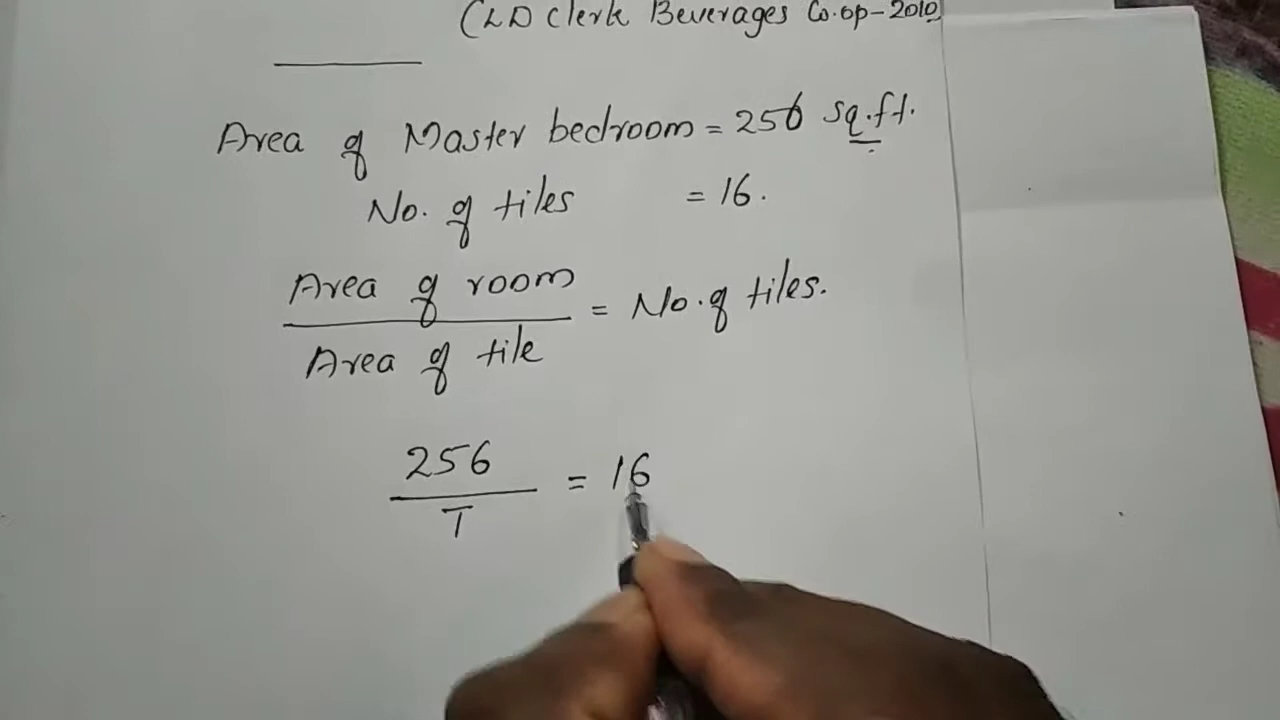 (LD Clerk Beverages Co.op-2010
Area of Master bedroom = 256 sq.ft.
No. of tiles = 16.
Area of room
Area of tile
= No. of tiles.
256
T
= 16